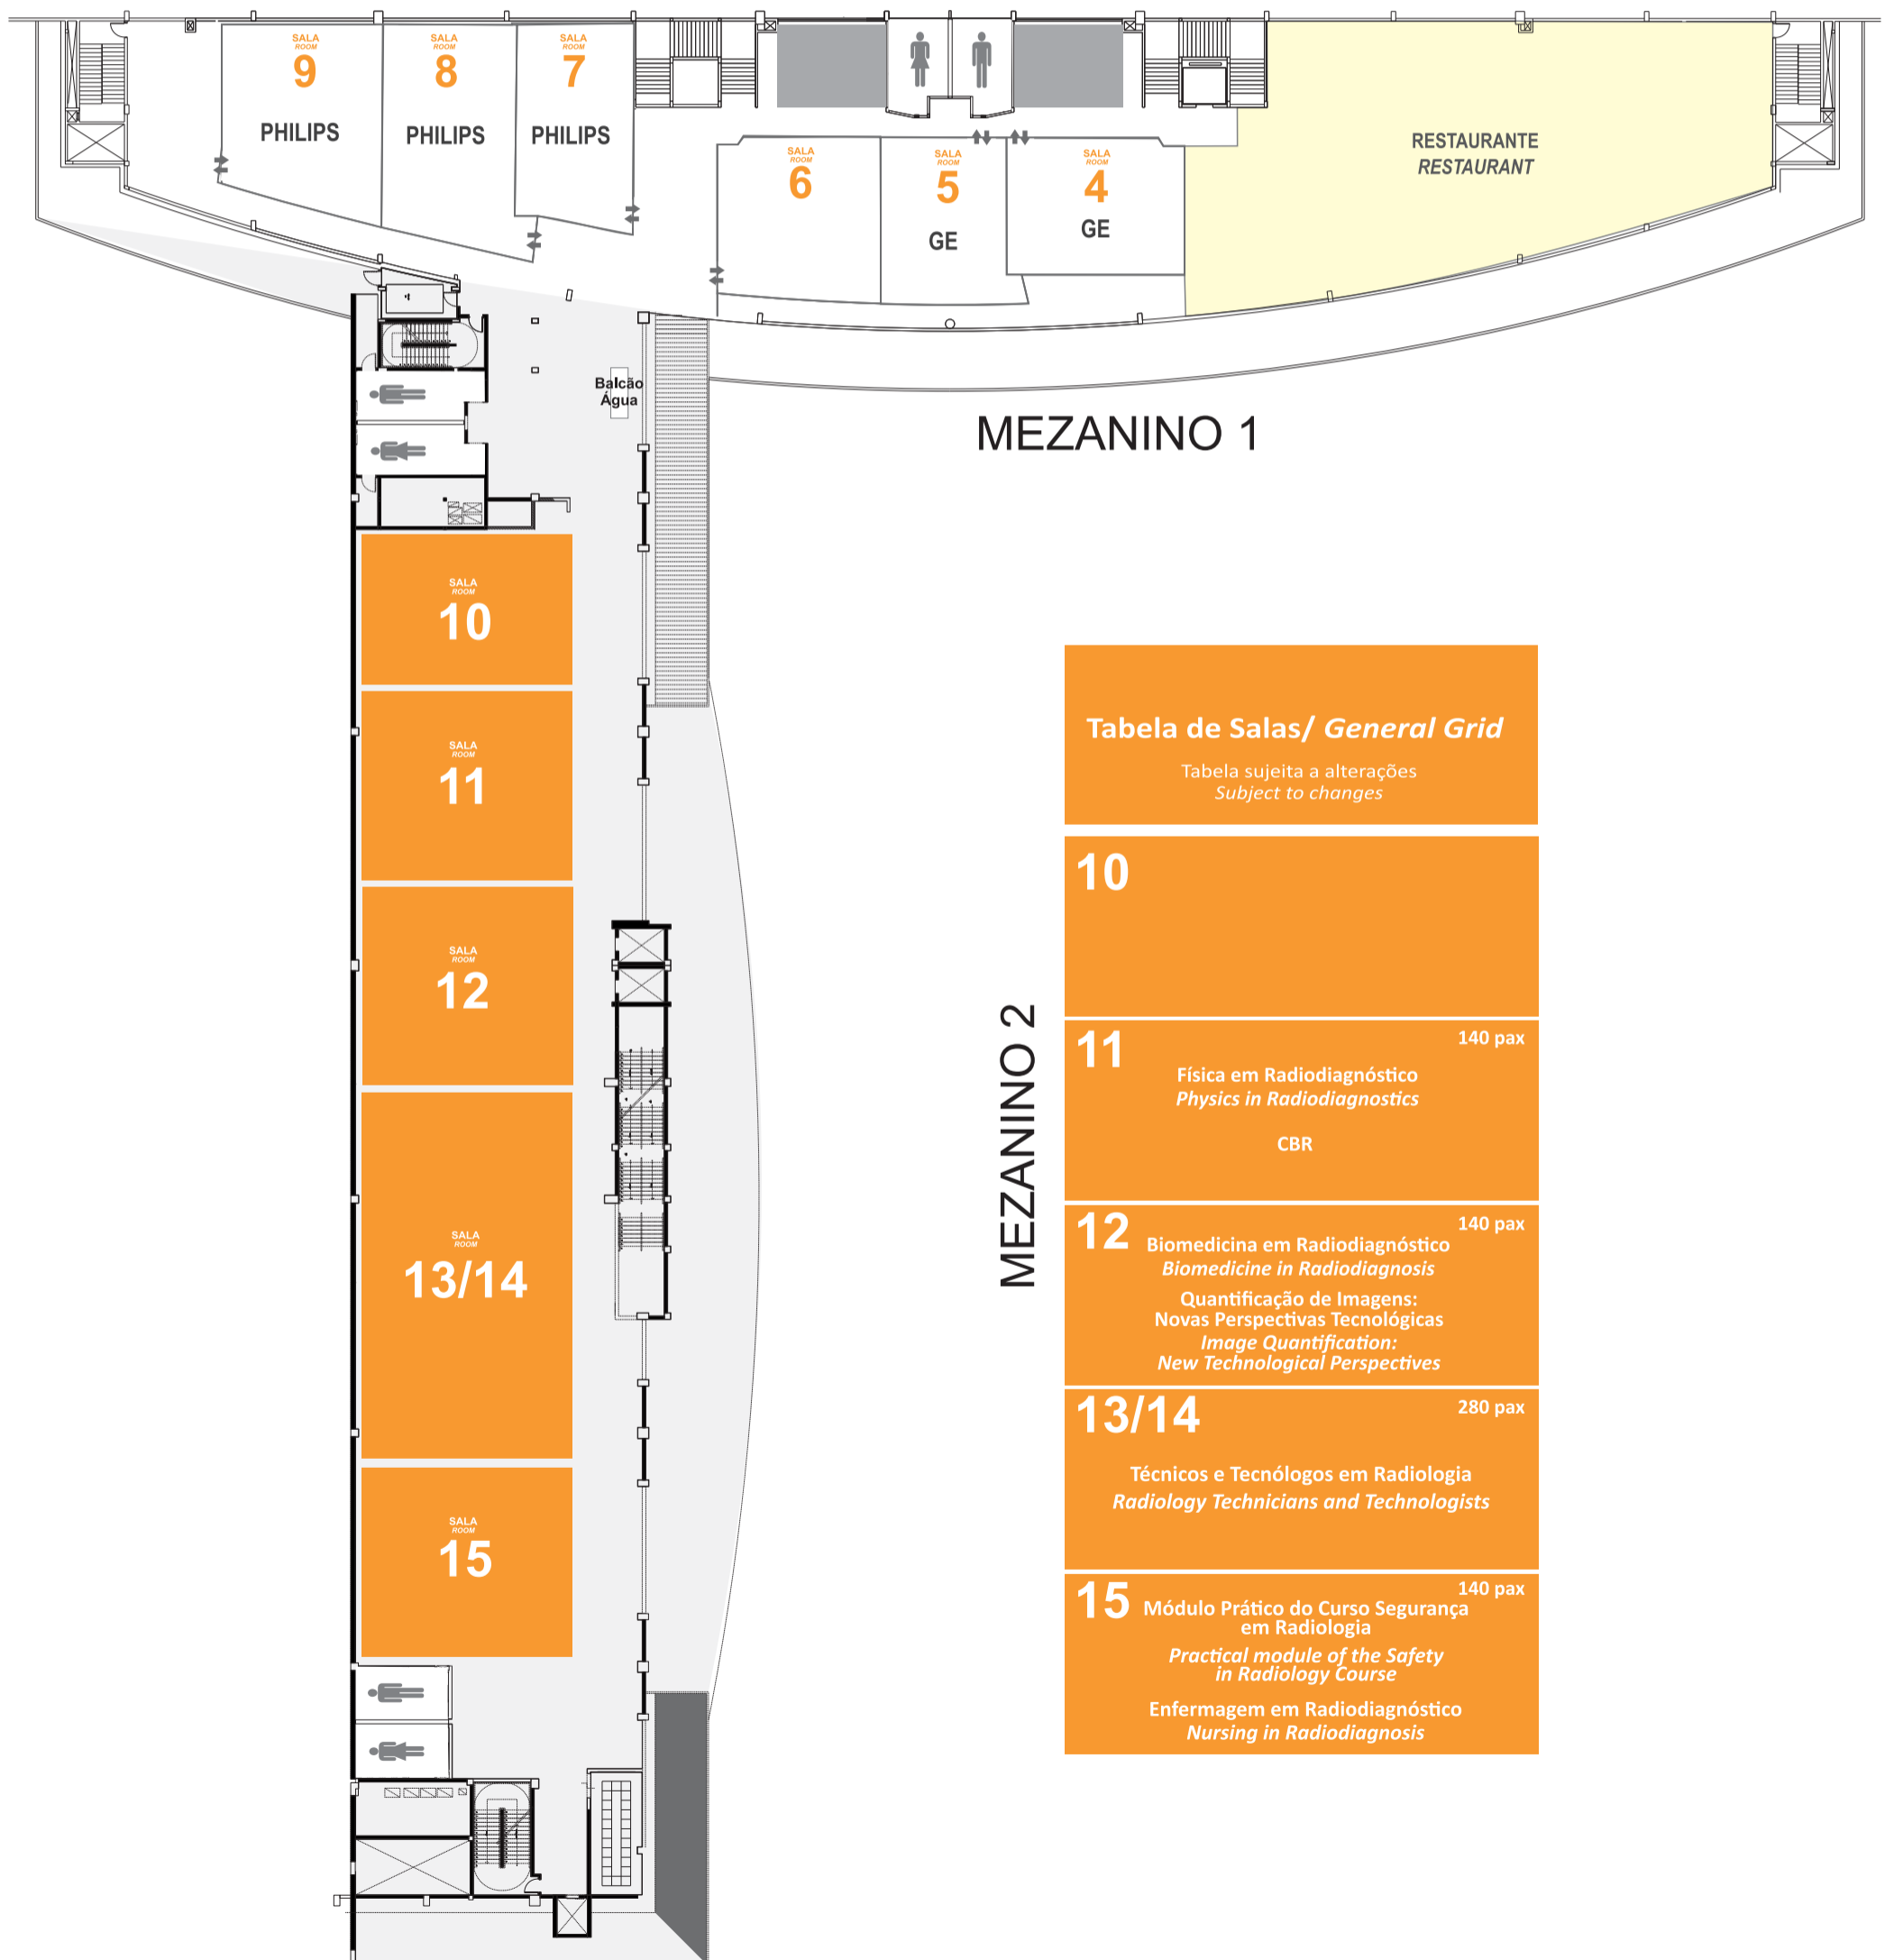 SALA
ROOM
9
PHILIPS
SALA
ROOM
8
PHILIPS
SALA
ROOM
7
PHILIPS
SALA
ROOM
6
SALA
ROOM
5
GE
SALA
ROOM
4
GE
RESTAURANTE
RESTAURANT
Balcão
Água
MEZANINO 1
SALA
ROOM
10
SALA
ROOM
11
SALA
ROOM
12
SALA
ROOM
13/14
SALA
ROOM
15
MEZANINO 2
Tabela de Salas/ General Grid
Tabela sujeita a alterações
Subject to changes
10
11
140 pax
Física em Radiodiagnóstico
Physics in Radiodiagnostics
CBR
12
140 pax
Biomedicina em Radiodiagnóstico
Biomedicine in Radiodiagnosis
Quantificação de Imagens:
Novas Perspectivas Tecnológicas
Image Quantification:
New Technological Perspectives
13/14
280 pax
Técnicos e Tecnólogos em Radiologia
Radiology Technicians and Technologists
15
140 pax
Módulo Prático do Curso Segurança
em Radiologia
Practical module of the Safety
in Radiology Course
Enfermagem em Radiodiagnóstico
Nursing in Radiodiagnosis